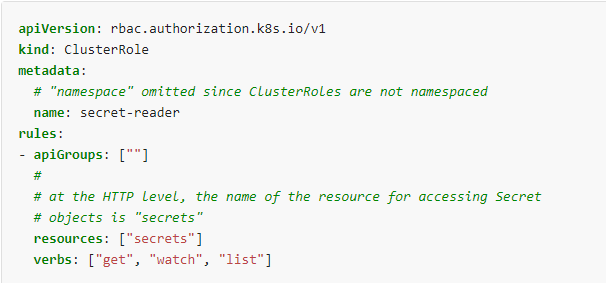 apiVersion: rbac.authorization.k8s.io/v1
kind: ClusterRole
metadata:
  # "namespace" omitted since ClusterRoles are not namespaced
  name: secret-reader
rules:
- apiGroups: [""]
  #
  # at the HTTP level, the name of the resource for accessing Secret
  # objects is "secrets"
  resources: ["secrets"]
  verbs: ["get", "watch", "list"]